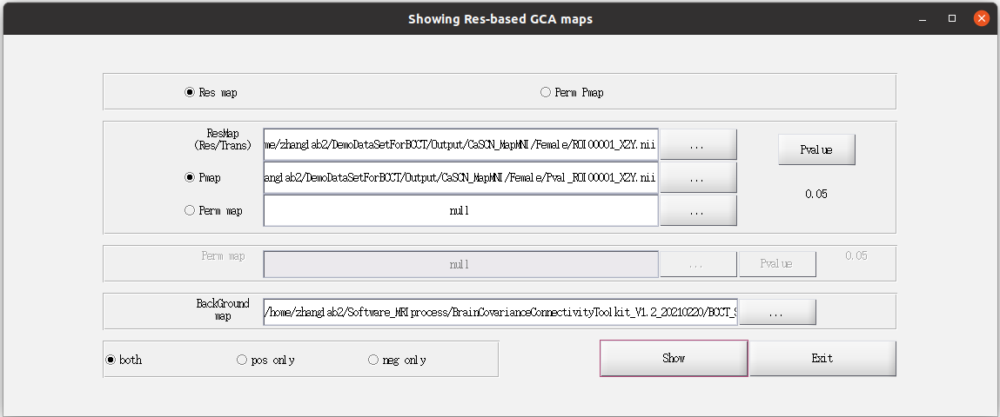 Showing Res-based GCA maps
Res map
Perm Pmap
ResMap
(Res/Trans)
me/zhanglab2/DemoDataSetForBCCT/Output/CaSCN_MapMNI/Female/ROI00001_X2Y.nii
...
Pvalue
Pmap
anglab2/DemoDataSetForBCCT/Output/CaSCN_MapMNI/Female/Pval_ROI00001_X2Y.nii
...
0.05
Perm map
null
...
Perm map
null
...
Pvalue
0.05
BackGround
map
/home/zhanglab2/Software_MRIprocess/BrainCovarianceConnectivityToolkit_V1.2_20210220/BCCT_S
...
both
pos only
neg only
Show
Exit